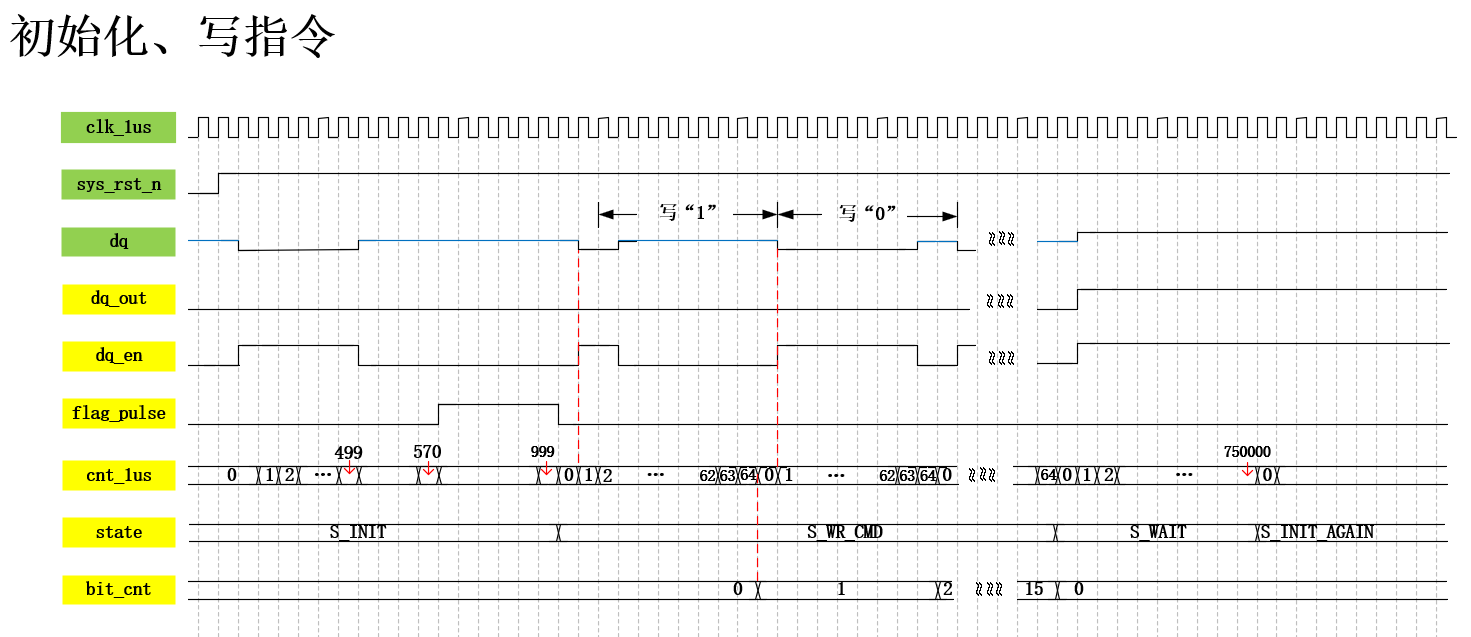 初始化、写指令
clk_1us
sys_rst_n
写“1” 写“0”
dq
dq_out
dq_en
flag_pulse
499 570 999 750000
cnt_1us 0 1 2 ··· 0 1 2 ··· 62 63 64 0 1 ··· 62 63 64 0 64 0 1 2 ··· 0
state S_INIT S_WR_CMD S_WAIT S_INIT_AGAIN
bit_cnt 0 1 2 15 0